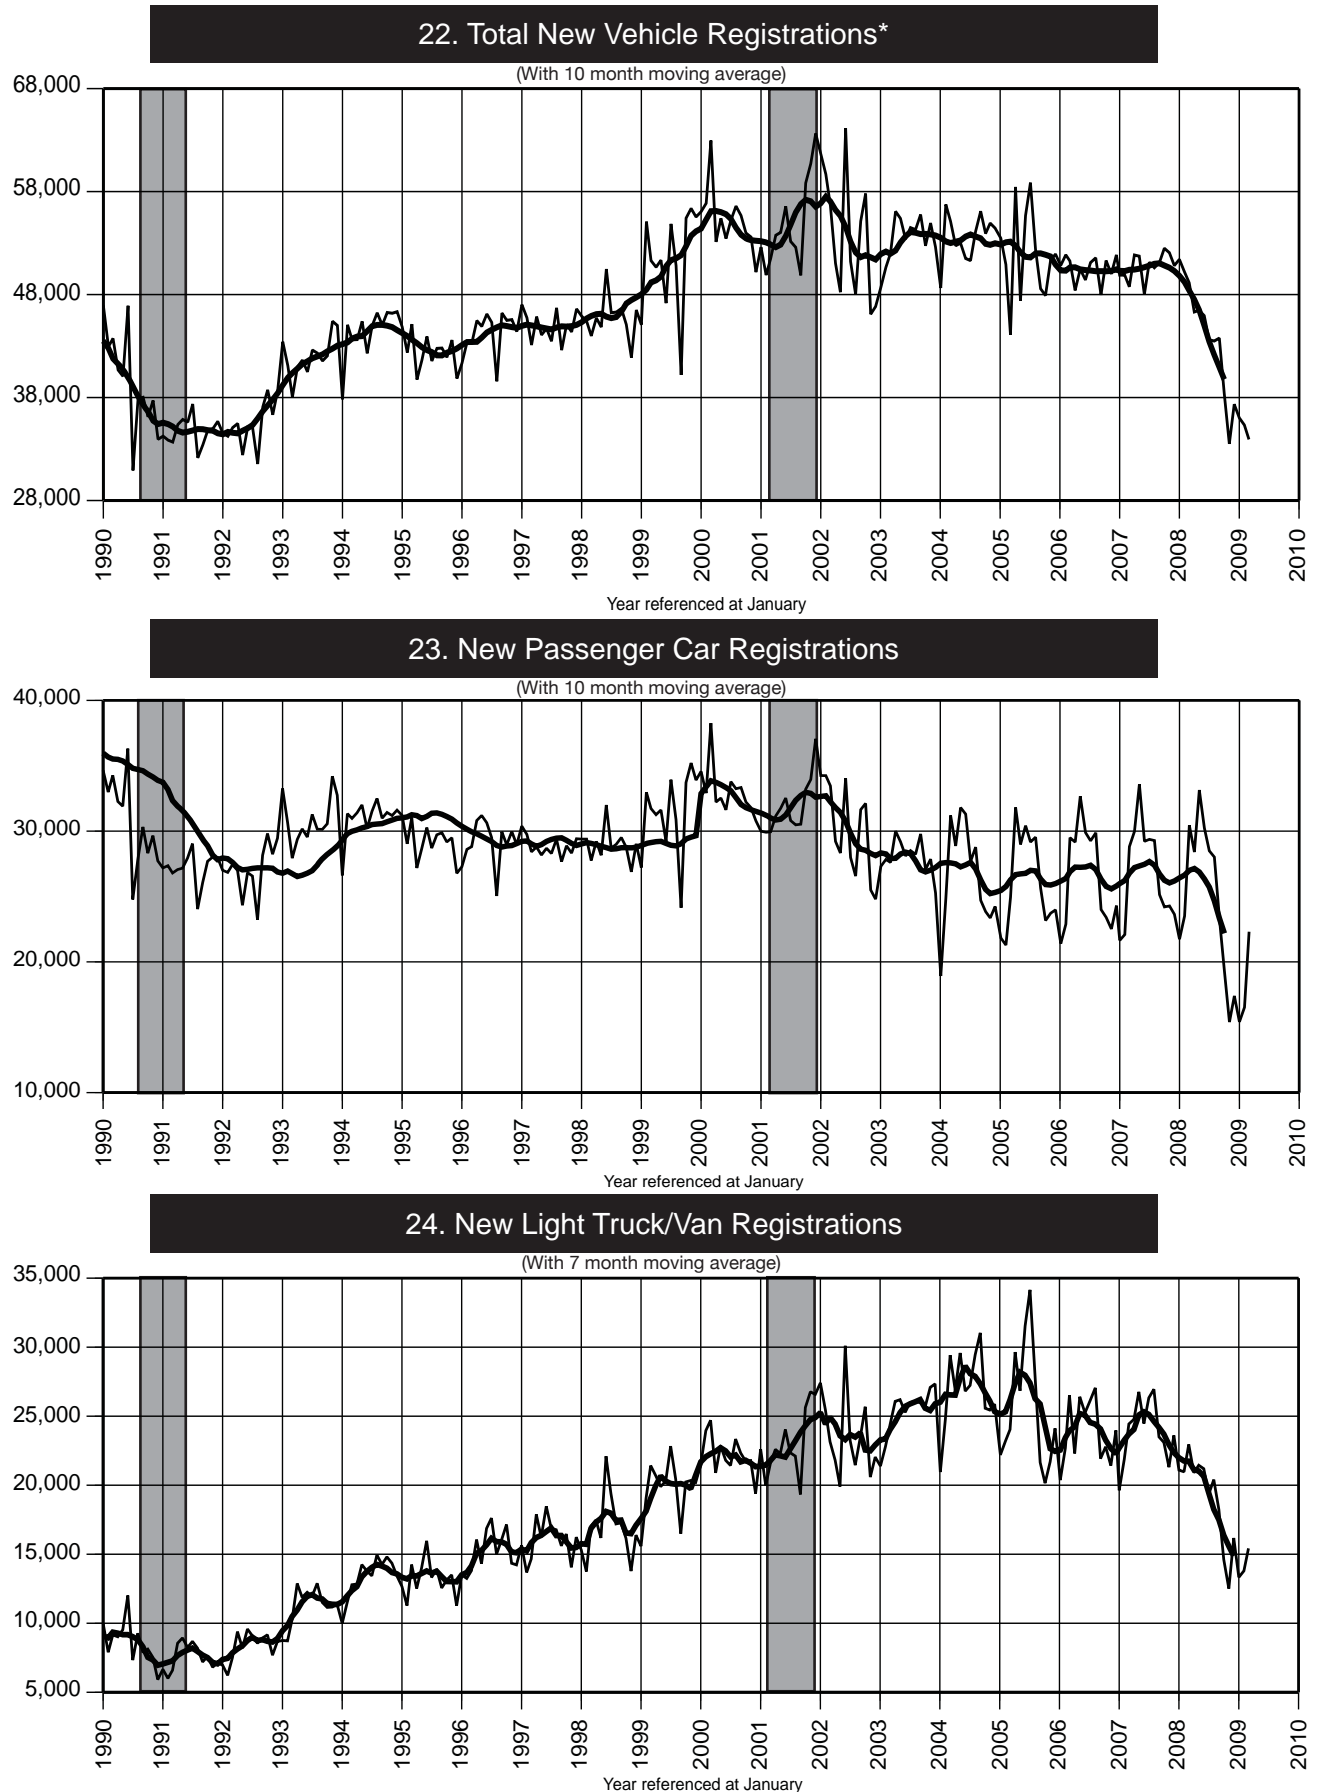 22. Total New Vehicle Registrations*
(With 10 month moving average)
68,000
58,000
48,000
38,000
28,000
1990 1991 1992 1993 1994 1995 1996 1997 1998 1999 2000 2001 2002 2003 2004 2005 2006 2007 2008 2009 2010
Year referenced at January
23. New Passenger Car Registrations
(With 10 month moving average)
40,000
30,000
20,000
10,000
1990 1991 1992 1993 1994 1995 1996 1997 1998 1999 2000 2001 2002 2003 2004 2005 2006 2007 2008 2009 2010
Year referenced at January
24. New Light Truck/Van Registrations
(With 7 month moving average)
35,000
30,000
25,000
20,000
15,000
10,000
5,000
1990 1991 1992 1993 1994 1995 1996 1997 1998 1999 2000 2001 2002 2003 2004 2005 2006 2007 2008 2009 2010
Year referenced at January